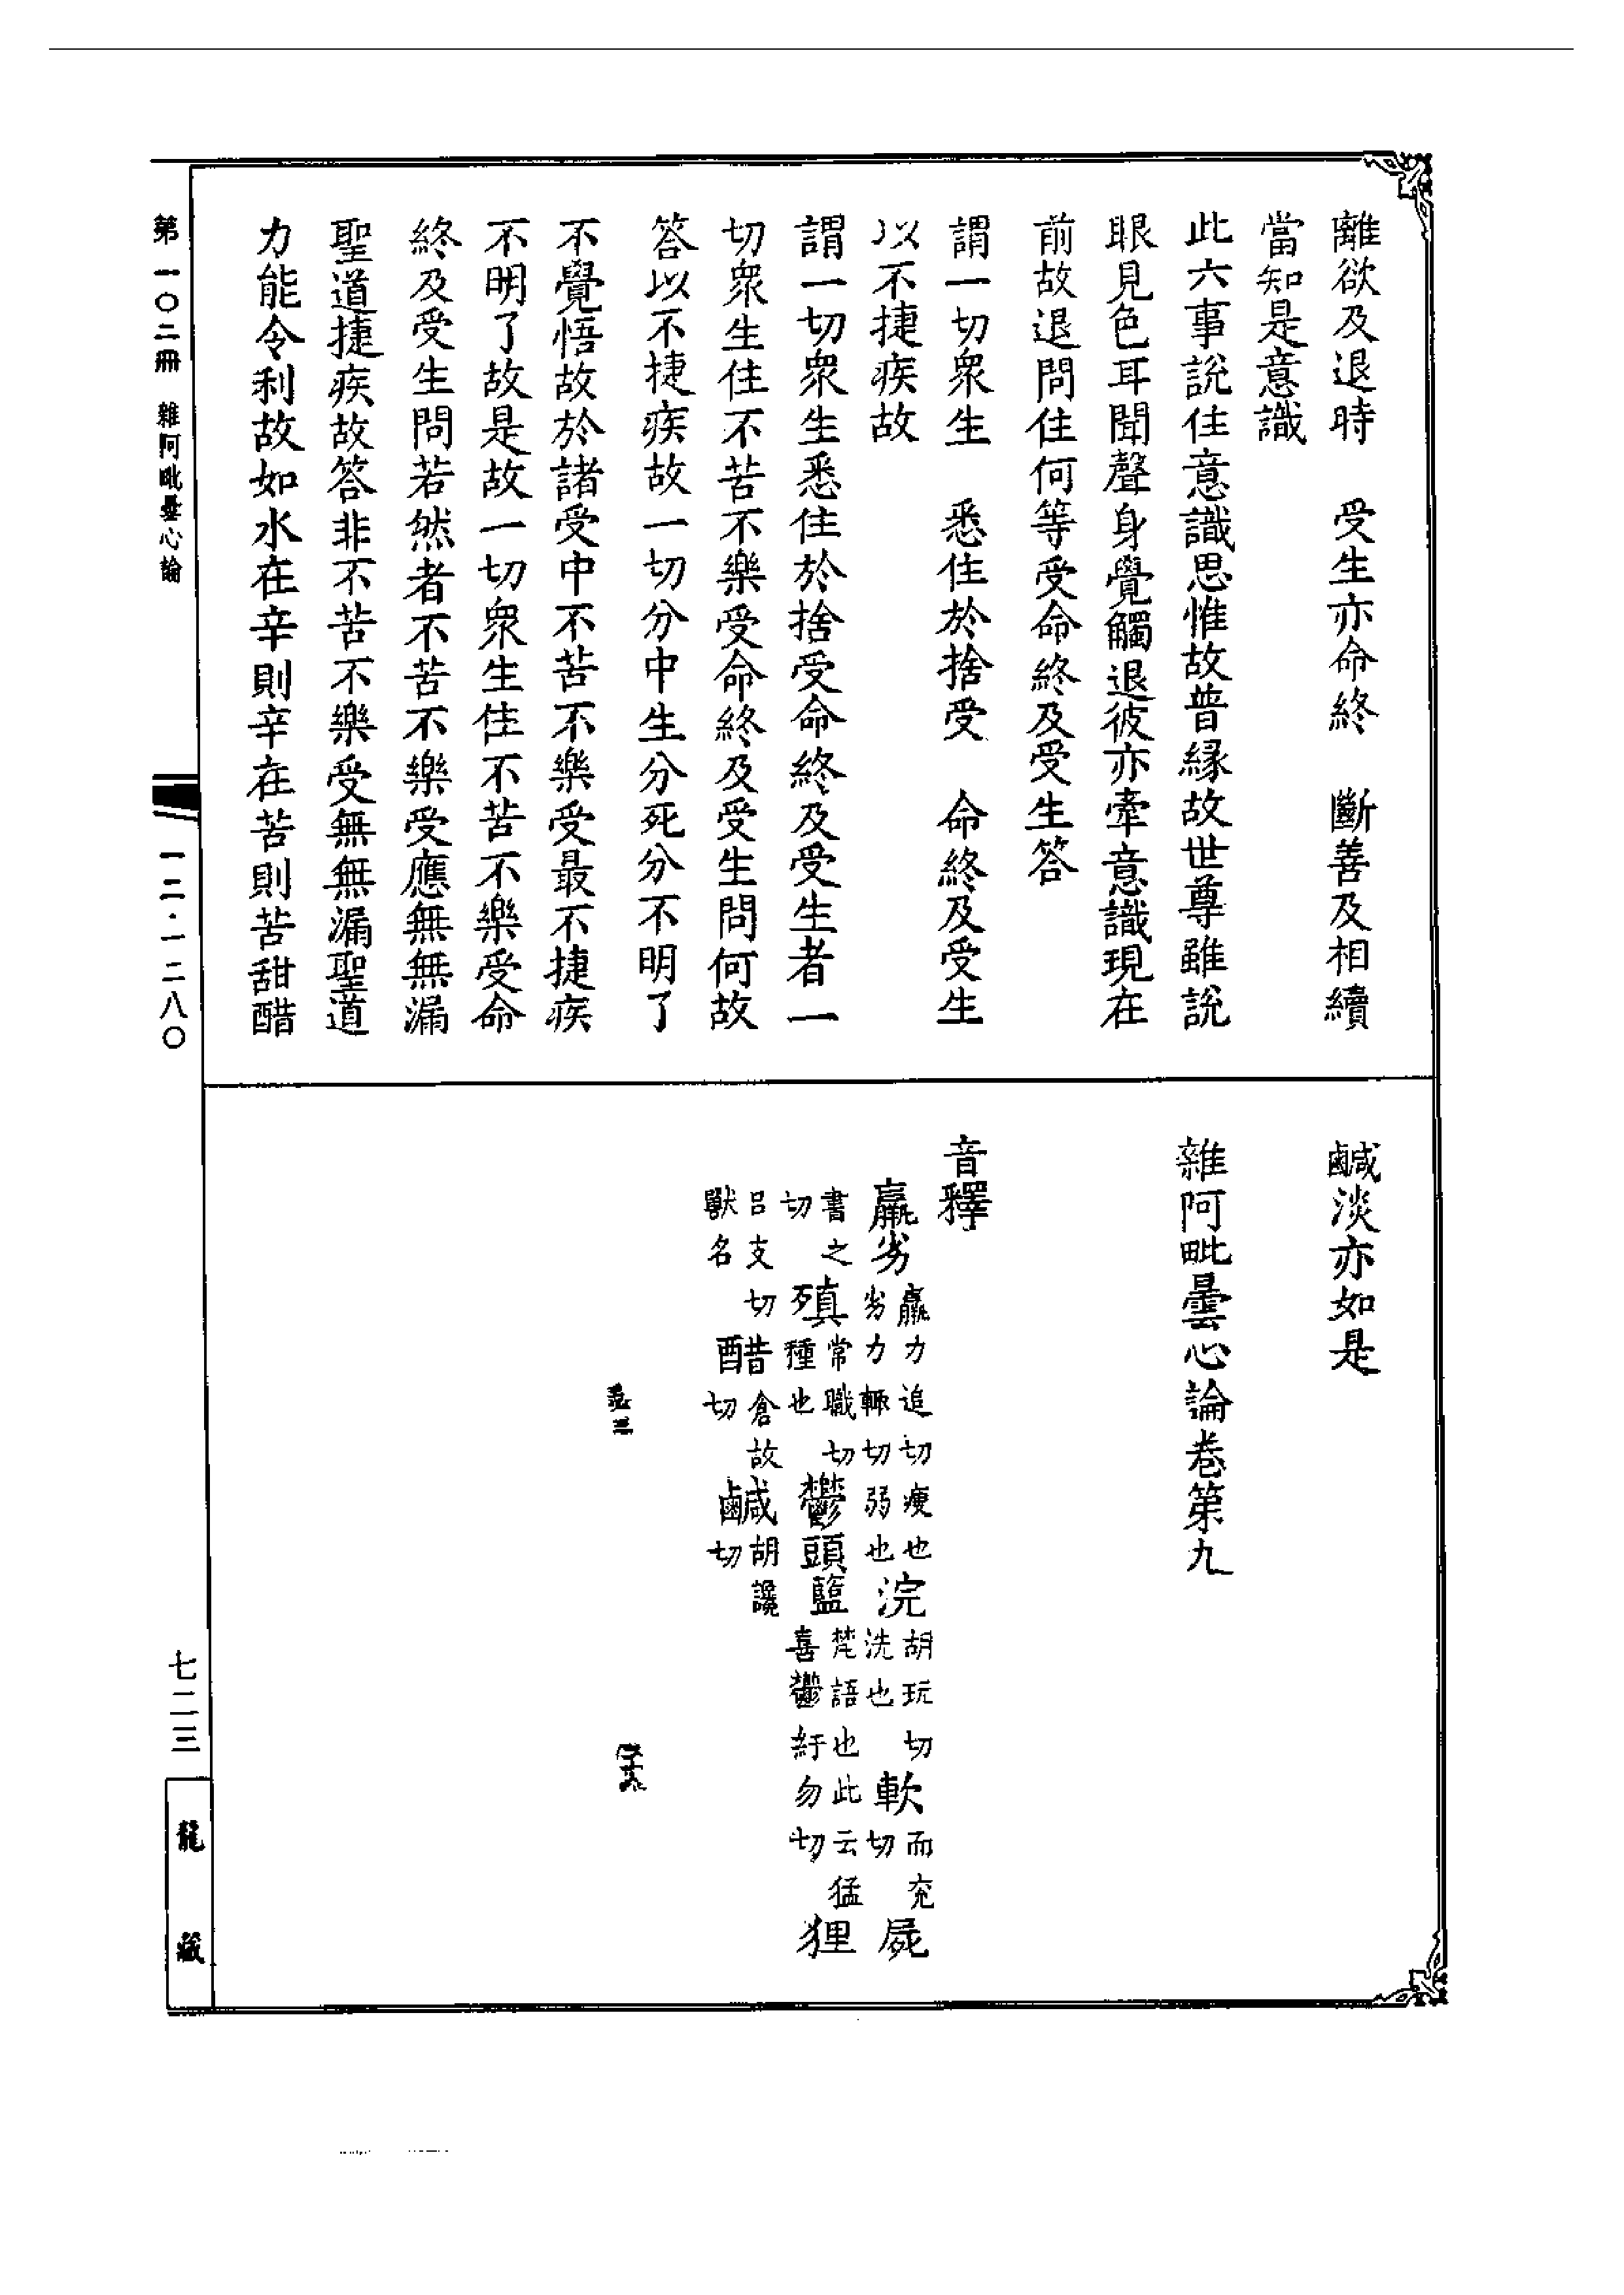 離欲及退時　受生亦命終　斷善及相續
當知是意識
此六事說住意識思惟故普緣故世尊雖說
眼見色耳聞聲身覺觸退彼亦牽意識現在
前故退問住何等受命終及受生答
謂一切衆生　悉住於捨受　命終及受生
以不捷疾故
謂一切衆生悉住於捨受命終及受生者一
切衆生住不苦不樂受命終及受生問何故
答以不捷疾故一切分中生分死分不明了
不覺悟故於諸受中不苦不樂受最不捷疾
不明了故是故一切衆生住不苦不樂受命
終及受生問若然者不苦不樂受應無無漏
聖道捷疾故答非不苦不樂受無無漏聖道
力能令利故如水在辛則辛在苦則苦甜醋
鹹淡亦如是
雜阿毗曇心論卷第九
音釋
羸劣 羸力追切瘦也劣力輟切弱也 浣 胡玩切洗也 軟 而兖切 屍
書之切 殖 常職切種也 鬱頭藍 梵語也此云猛喜鬱紆勿切 狸
吕支切獸名 醋 倉故切 鹹 胡讒切
第一〇二冊　雜阿毗曇心論
一二·一二八〇
七二三
龍藏